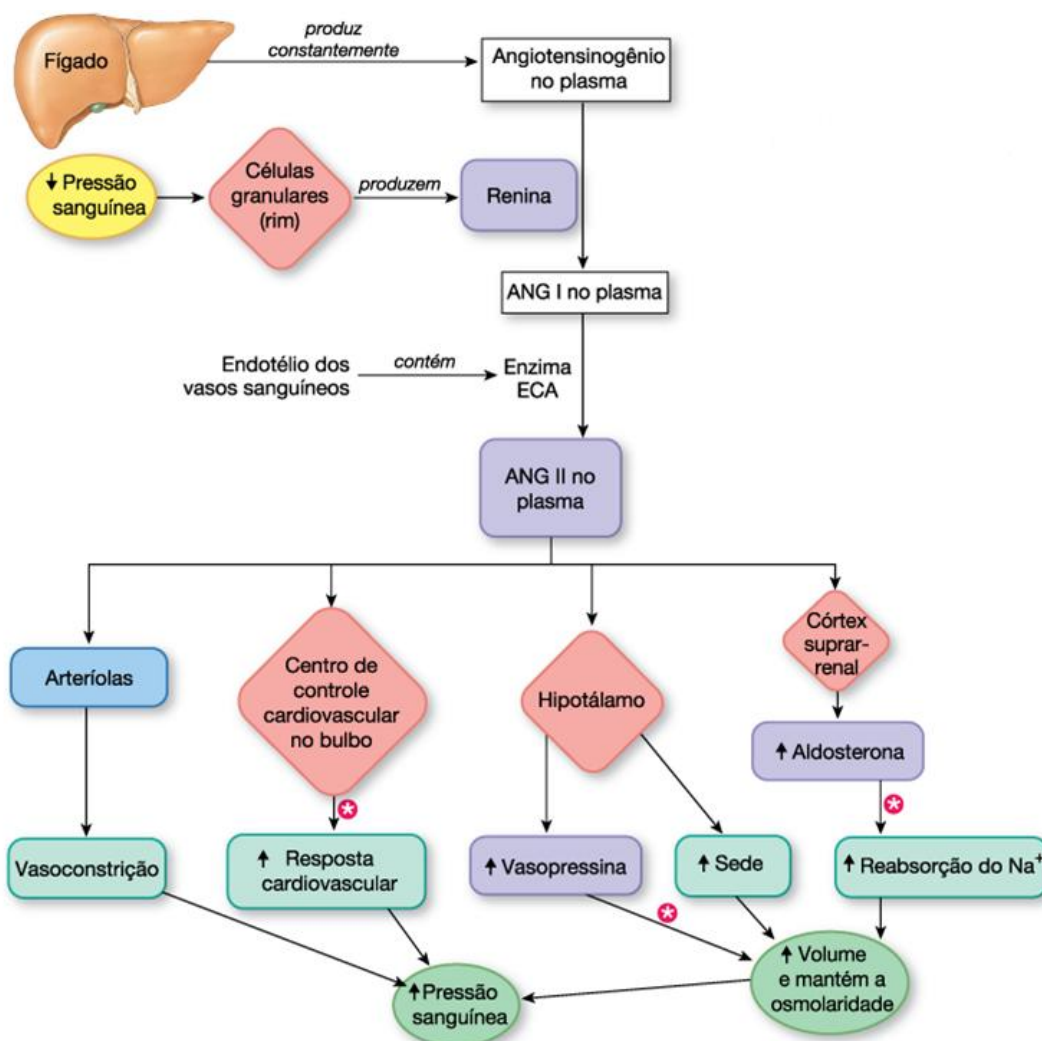 produz
constantemente
Fígado
Angiotensinogênio
no plasma
↓ Pressão
sanguínea
Células
granulares
(rim)
produzem
Renina
ANG I no plasma
Endotélio dos
vasos sanguíneos
contém
Enzima
ECA
ANG II no
plasma
Arteríolas
Centro de
controle
cardiovascular
no bulbo
Hipotálamo
Córtex
suprar-
renal
↑ Aldosterona
*
*
Vasoconstrição
↑ Resposta
cardiovascular
↑ Vasopressina
↑ Sede
↑ Reabsorção do Na⁺
*
↑ Volume
e mantém a
osmolaridade
↑ Pressão
sanguínea